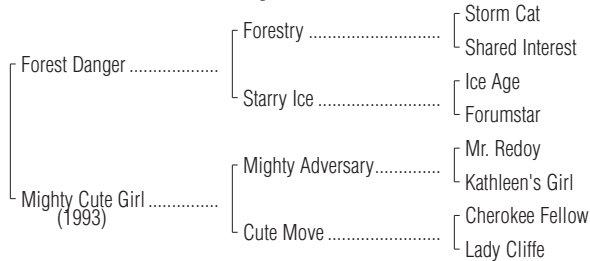 Storm Cat
Forestry ....................
Shared Interest
Forest Danger ..................
Ice Age
Starry Ice .........................
Forumstar
Mr. Redoy
Mighty Adversary.............
Kathleen's Girl
Mighty Cute Girl ..............
(1993)
Cherokee Fellow
Cute Move .......................
Lady Cliffe